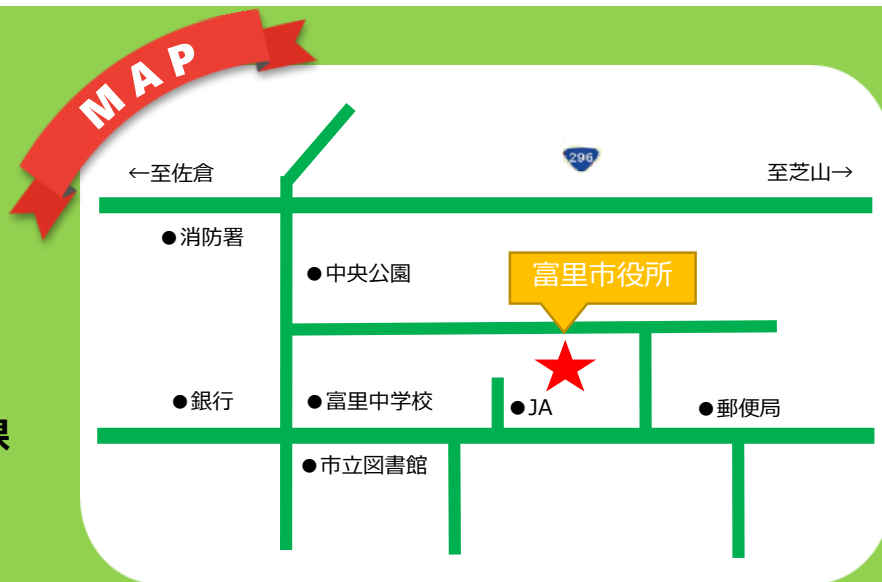 MAP
296
←至佐倉
至芝山→
●消防署
●中央公園
富里市役所
●銀行
●富里中学校
●JA
●郵便局
●市立図書館